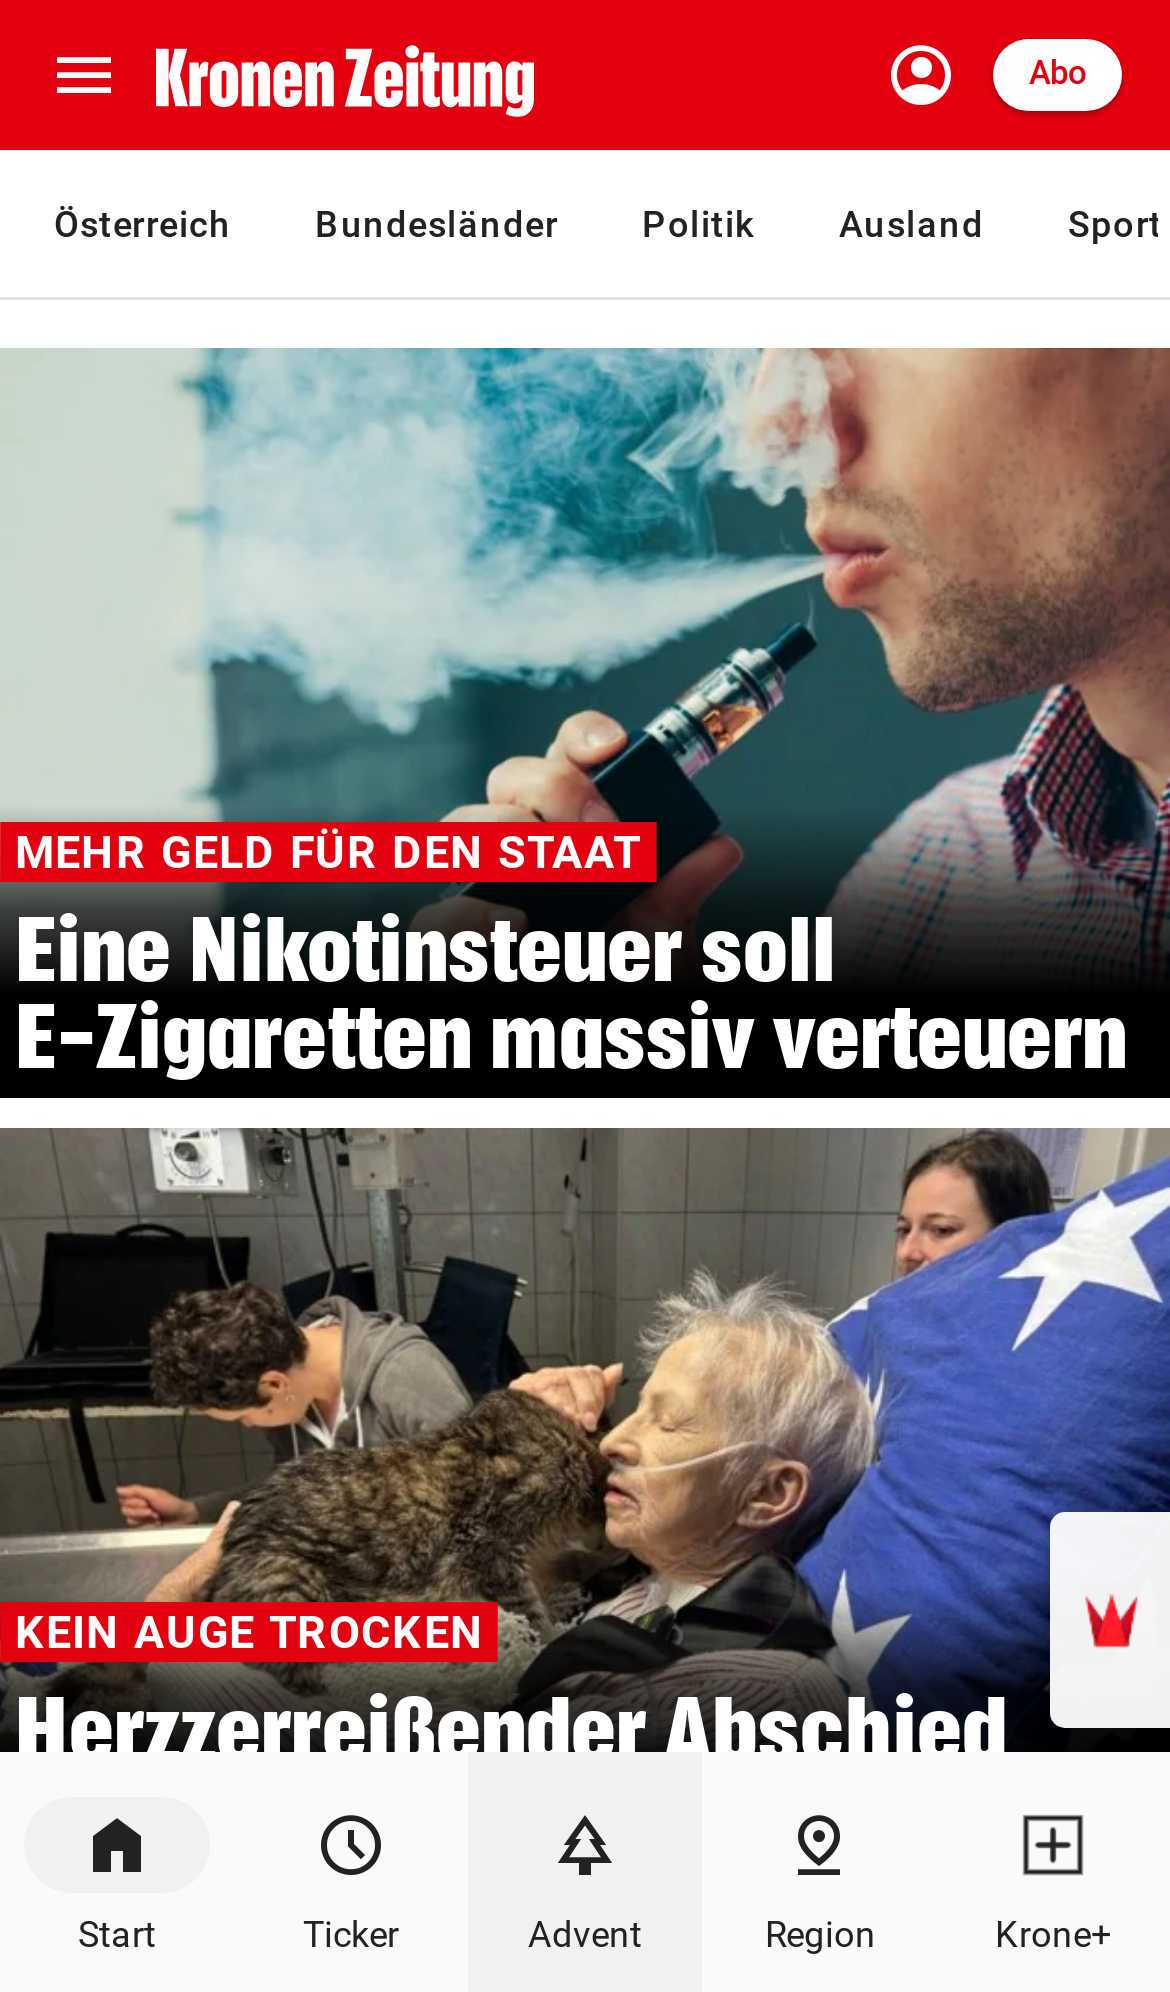 Kronen Zeitung
Abo
Österreich Bundesländer Politik Ausland Sport
MEHR GELD FÜR DEN STAAT
Eine Nikotinsteuer soll
E-Zigaretten massiv verteuern
KEIN AUGE TROCKEN
Herzzerreißender Abschied
Start Ticker Advent Region Krone+